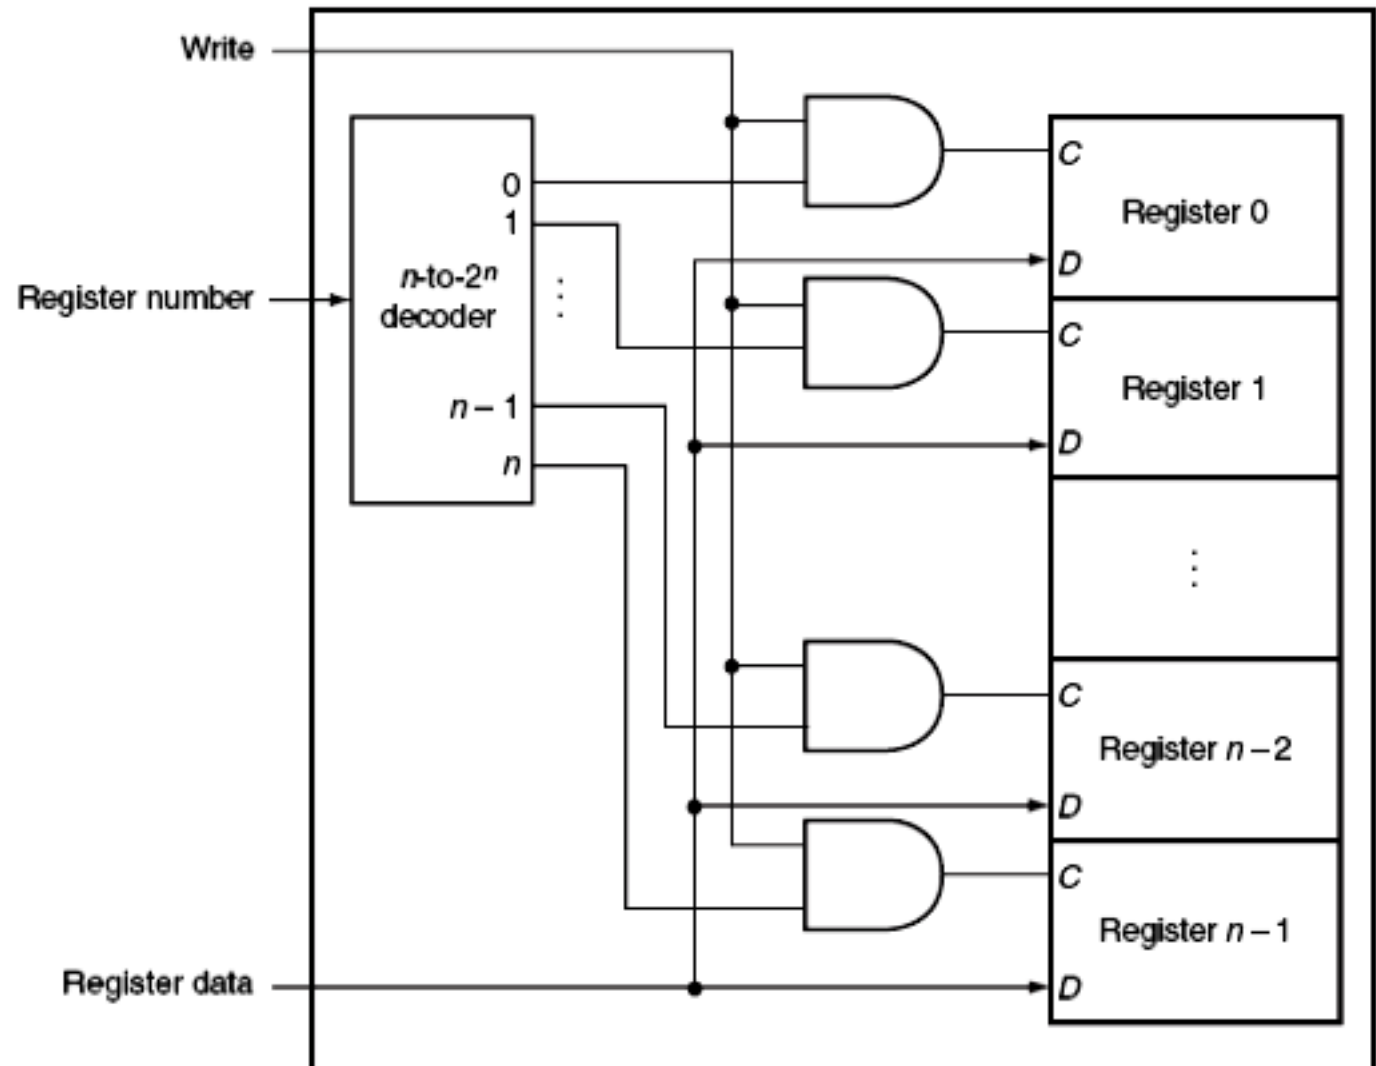 Write
C
0
Register 0
1
n-to-2ⁿ
D
decoder
⋮
Register number
C
Register 1
n – 1
D
n
⋮
C
Register n – 2
D
C
Register n – 1
Register data
D